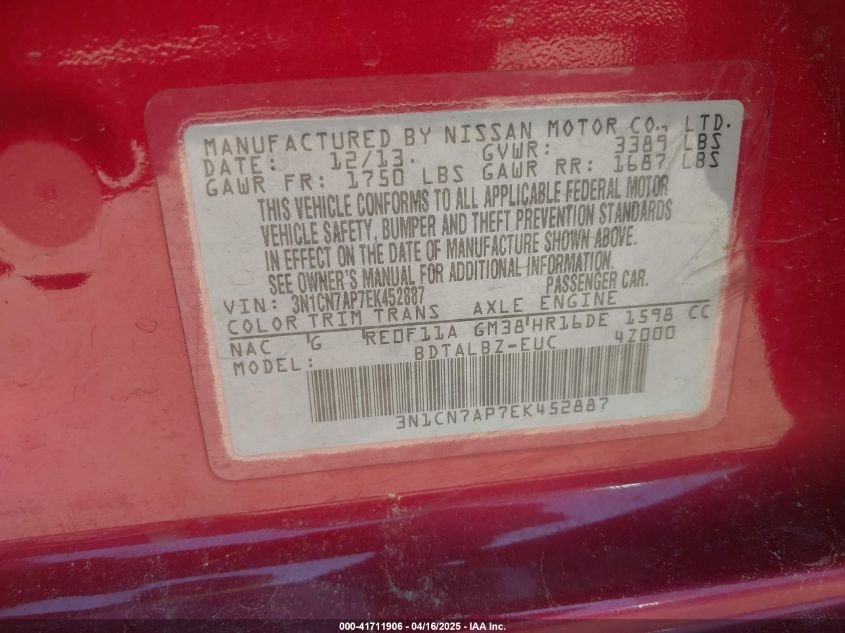 MANUFACTURED BY NISSAN MOTOR CO., LTD.
DATE: 12/13. GVWR: 3389 LBS
GAWR FR: 1750 LBS GAWR RR: 1687 LBS
THIS VEHICLE CONFORMS TO ALL APPLICABLE FEDERAL MOTOR
VEHICLE SAFETY, BUMPER AND THEFT PREVENTION STANDARDS
IN EFFECT ON THE DATE OF MANUFACTURE SHOWN ABOVE.
SEE OWNER'S MANUAL FOR ADDITIONAL INFORMATION.
VIN: 3N1CN7AP7EK452887 PASSENGER CAR.
COLOR TRIM TRANS AXLE ENGINE
NAC 'G 'RE0F11A GM38'HR16DE 1598 CC
MODEL: BDTALBZ-EUC 4Z000
3N1CN7AP7EK452887
000-41711906 - 04/16/2025 - IAA Inc.